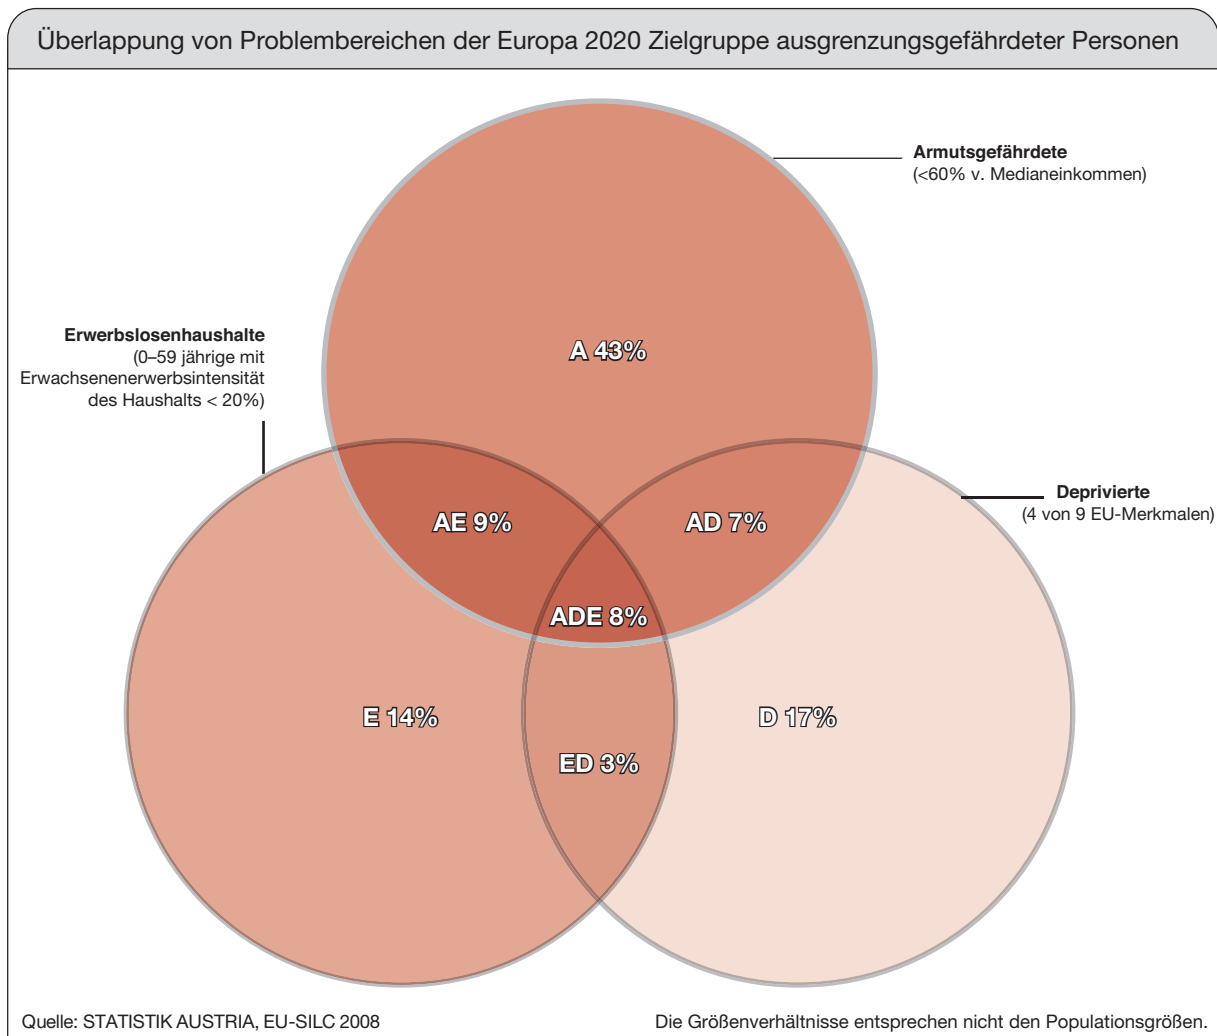 Überlappung von Problembereichen der Europa 2020 Zielgruppe ausgrenzungsgefährdeter Personen
Armutsgefährdete
(<60% v. Medianeinkommen)
Erwerbslosenhaushalte
(0–59 jährige mit
Erwachsenenerwerbsintensität
des Haushalts < 20%)
A 43%
Deprivierte
(4 von 9 EU-Merkmalen)
AE 9%
AD 7%
ADE 8%
E 14%
D 17%
ED 3%
Quelle: STATISTIK AUSTRIA, EU-SILC 2008
Die Größenverhältnisse entsprechen nicht den Populationsgrößen.